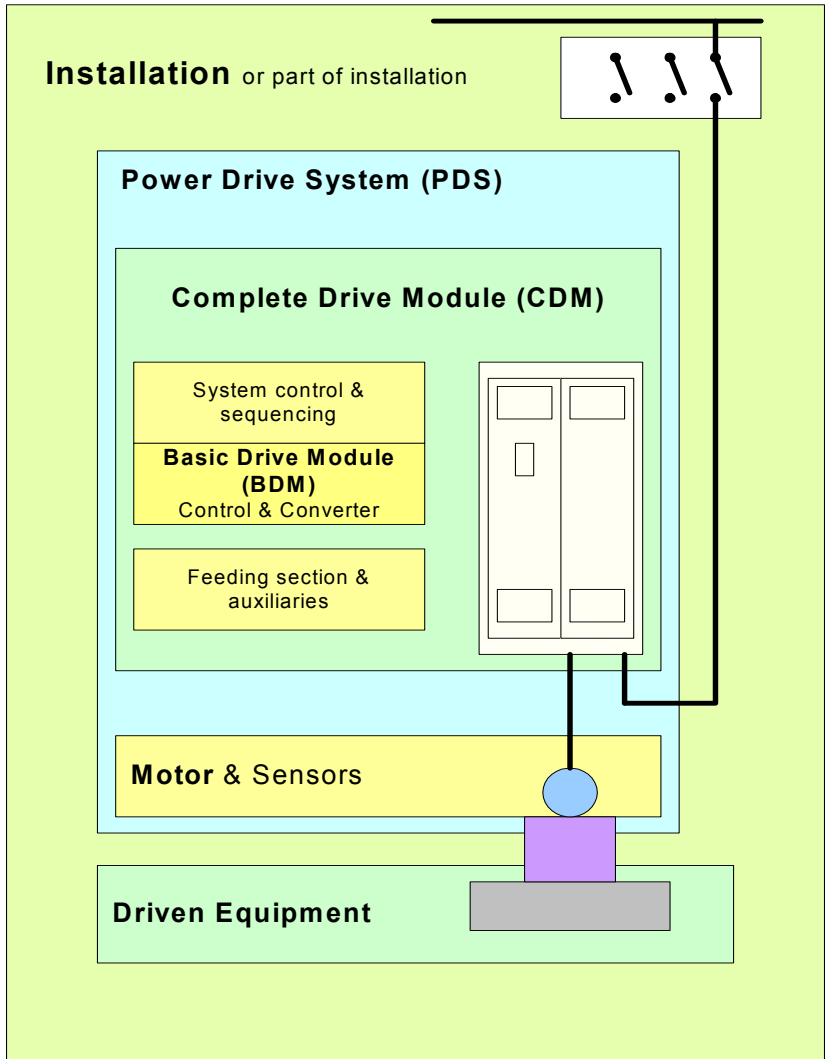 Installation or part of installation
Power Drive System (PDS)
Complete Drive Module (CDM)
System control &
sequencing
Basic Drive Module
(BDM)
Control & Converter
Feeding section &
auxiliaries
Motor & Sensors
Driven Equipment